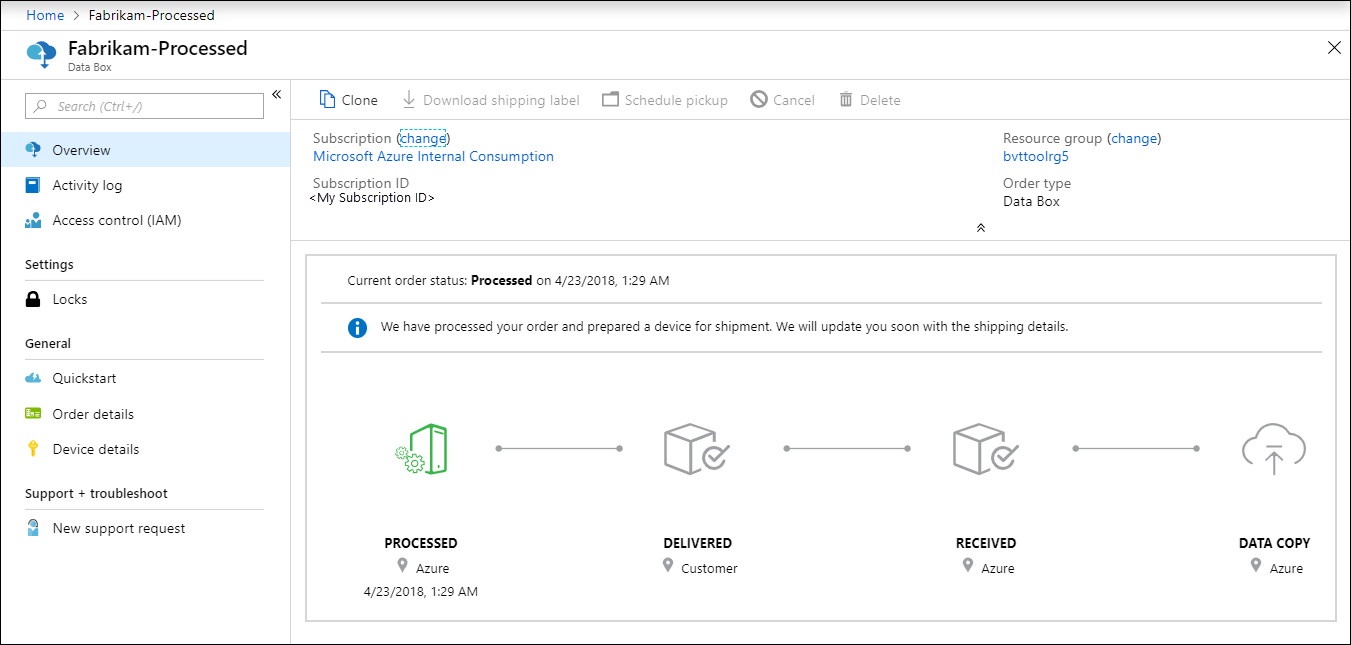 Home > Fabrikam-Processed
Fabrikam-Processed
Data Box
Search (Ctrl+/)
Overview
Activity log
Access control (IAM)
Settings
Locks
General
Quickstart
Order details
Device details
Support + troubleshoot
New support request
Clone Download shipping label Schedule pickup Cancel Delete
Subscription (change)
Microsoft Azure Internal Consumption
Subscription ID
<My Subscription ID>
Resource group (change)
bvttoolrg5
Order type
Data Box
Current order status: Processed on 4/23/2018, 1:29 AM
We have processed your order and prepared a device for shipment. We will update you soon with the shipping details.
PROCESSED DELIVERED RECEIVED DATA COPY
Azure Customer Azure Azure
4/23/2018, 1:29 AM